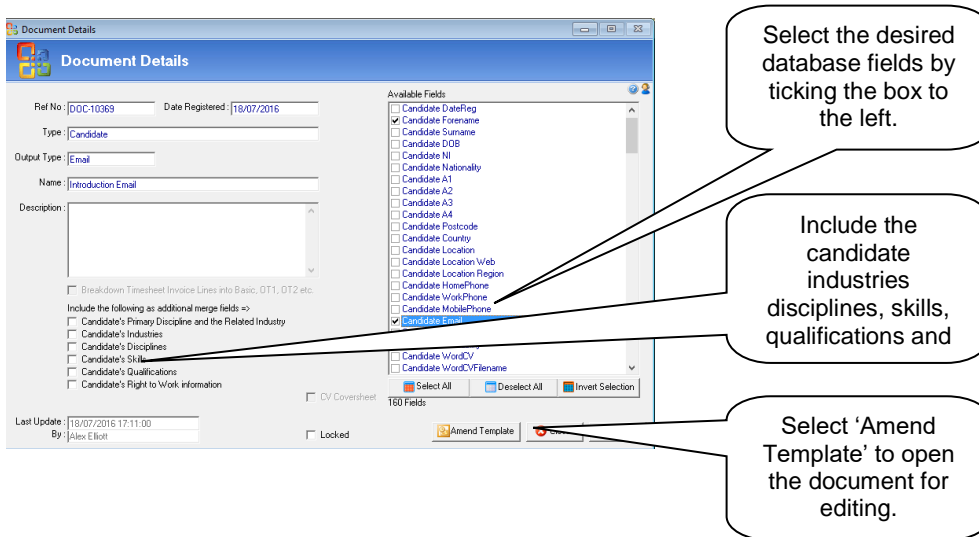 Document Details
Document Details
Ref No : DOC-10369 Date Registered : 18/07/2016
Type : Candidate
Output Type : Email
Name : Introduction Email
Description :
Breakdown Timesheet Invoice Lines into Basic, OT1, OT2 etc.
Include the following as additional merge fields =>
Candidate's Primary Discipline and the Related Industry
Candidate's Industries
Candidate's Disciplines
Candidate's Skills
Candidate's Qualifications
Candidate's Right to Work information
CV Coversheet
Last Update : 18/07/2016 17:11:00
By : Alex Elliott
Locked
Available Fields
Candidate DateReg
Candidate Forename
Candidate Surname
Candidate DOB
Candidate NI
Candidate Nationality
Candidate A1
Candidate A2
Candidate A3
Candidate A4
Candidate Postcode
Candidate Country
Candidate Location
Candidate Location Web
Candidate Location Region
Candidate HomePhone
Candidate WorkPhone
Candidate MobilePhone
Candidate Email
Candidate WordCV
Candidate WordCVFilename
Select All Deselect All Invert Selection
160 Fields
Amend Template
Select the desired
database fields by
ticking the box to
the left.
Include the
candidate
industries
disciplines, skills,
qualifications and
Select ‘Amend
Template’ to open
the document for
editing.